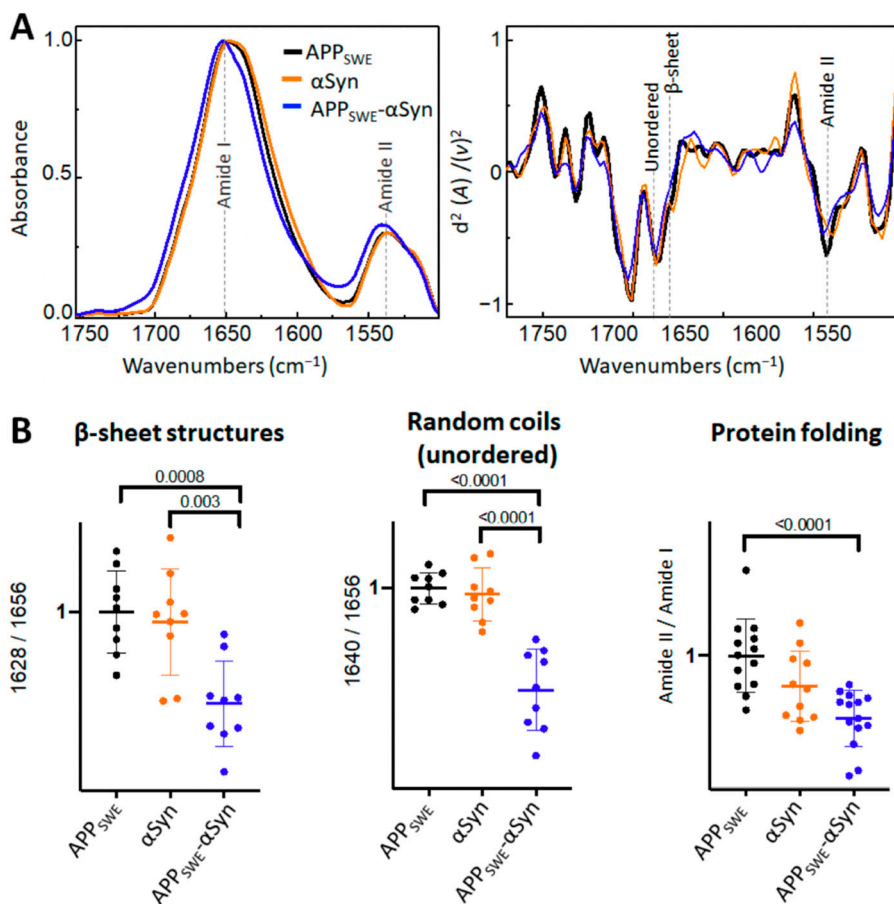 A
APP_SWE
αSyn
APP_SWE-αSyn
1.0
0.5
0.0
Absorbance
Amide I
Amide II
1750 1700 1650 1600 1550
Wavenumbers (cm⁻¹)
1
0
−1
d² (A) /(v)²
Unordered
β-sheet
Amide II
1750 1700 1650 1550
Wavenumbers (cm⁻¹)
B
β-sheet structures
0.0008
0.003
1
1628 / 1656
APP_SWE
αSyn
APP_SWE-αSyn
Random coils
(unordered)
<0.0001
<0.0001
1
1640 / 1656
APP_SWE
αSyn
APP_SWE-αSyn
Protein folding
<0.0001
1
Amide II / Amide I
APP_SWE
αSyn
APP_SWE-αSyn